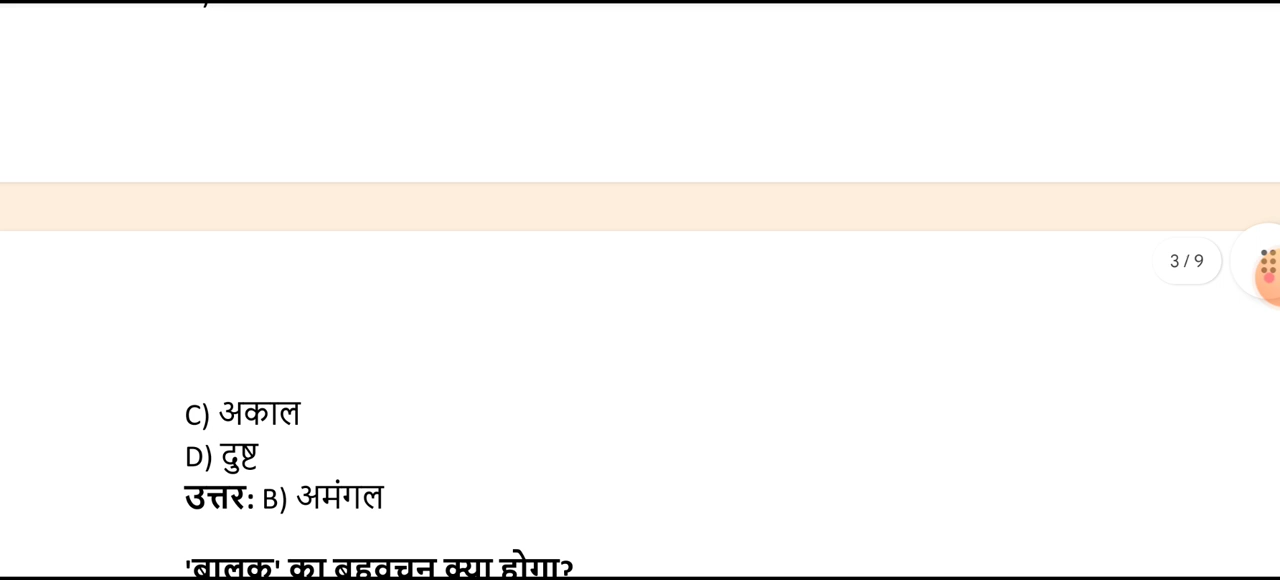 3 / 9
C) अकाल
D) दुष्ट
उत्तर: B) अमंगल
'बालक' का बहुवचन क्या होगा?